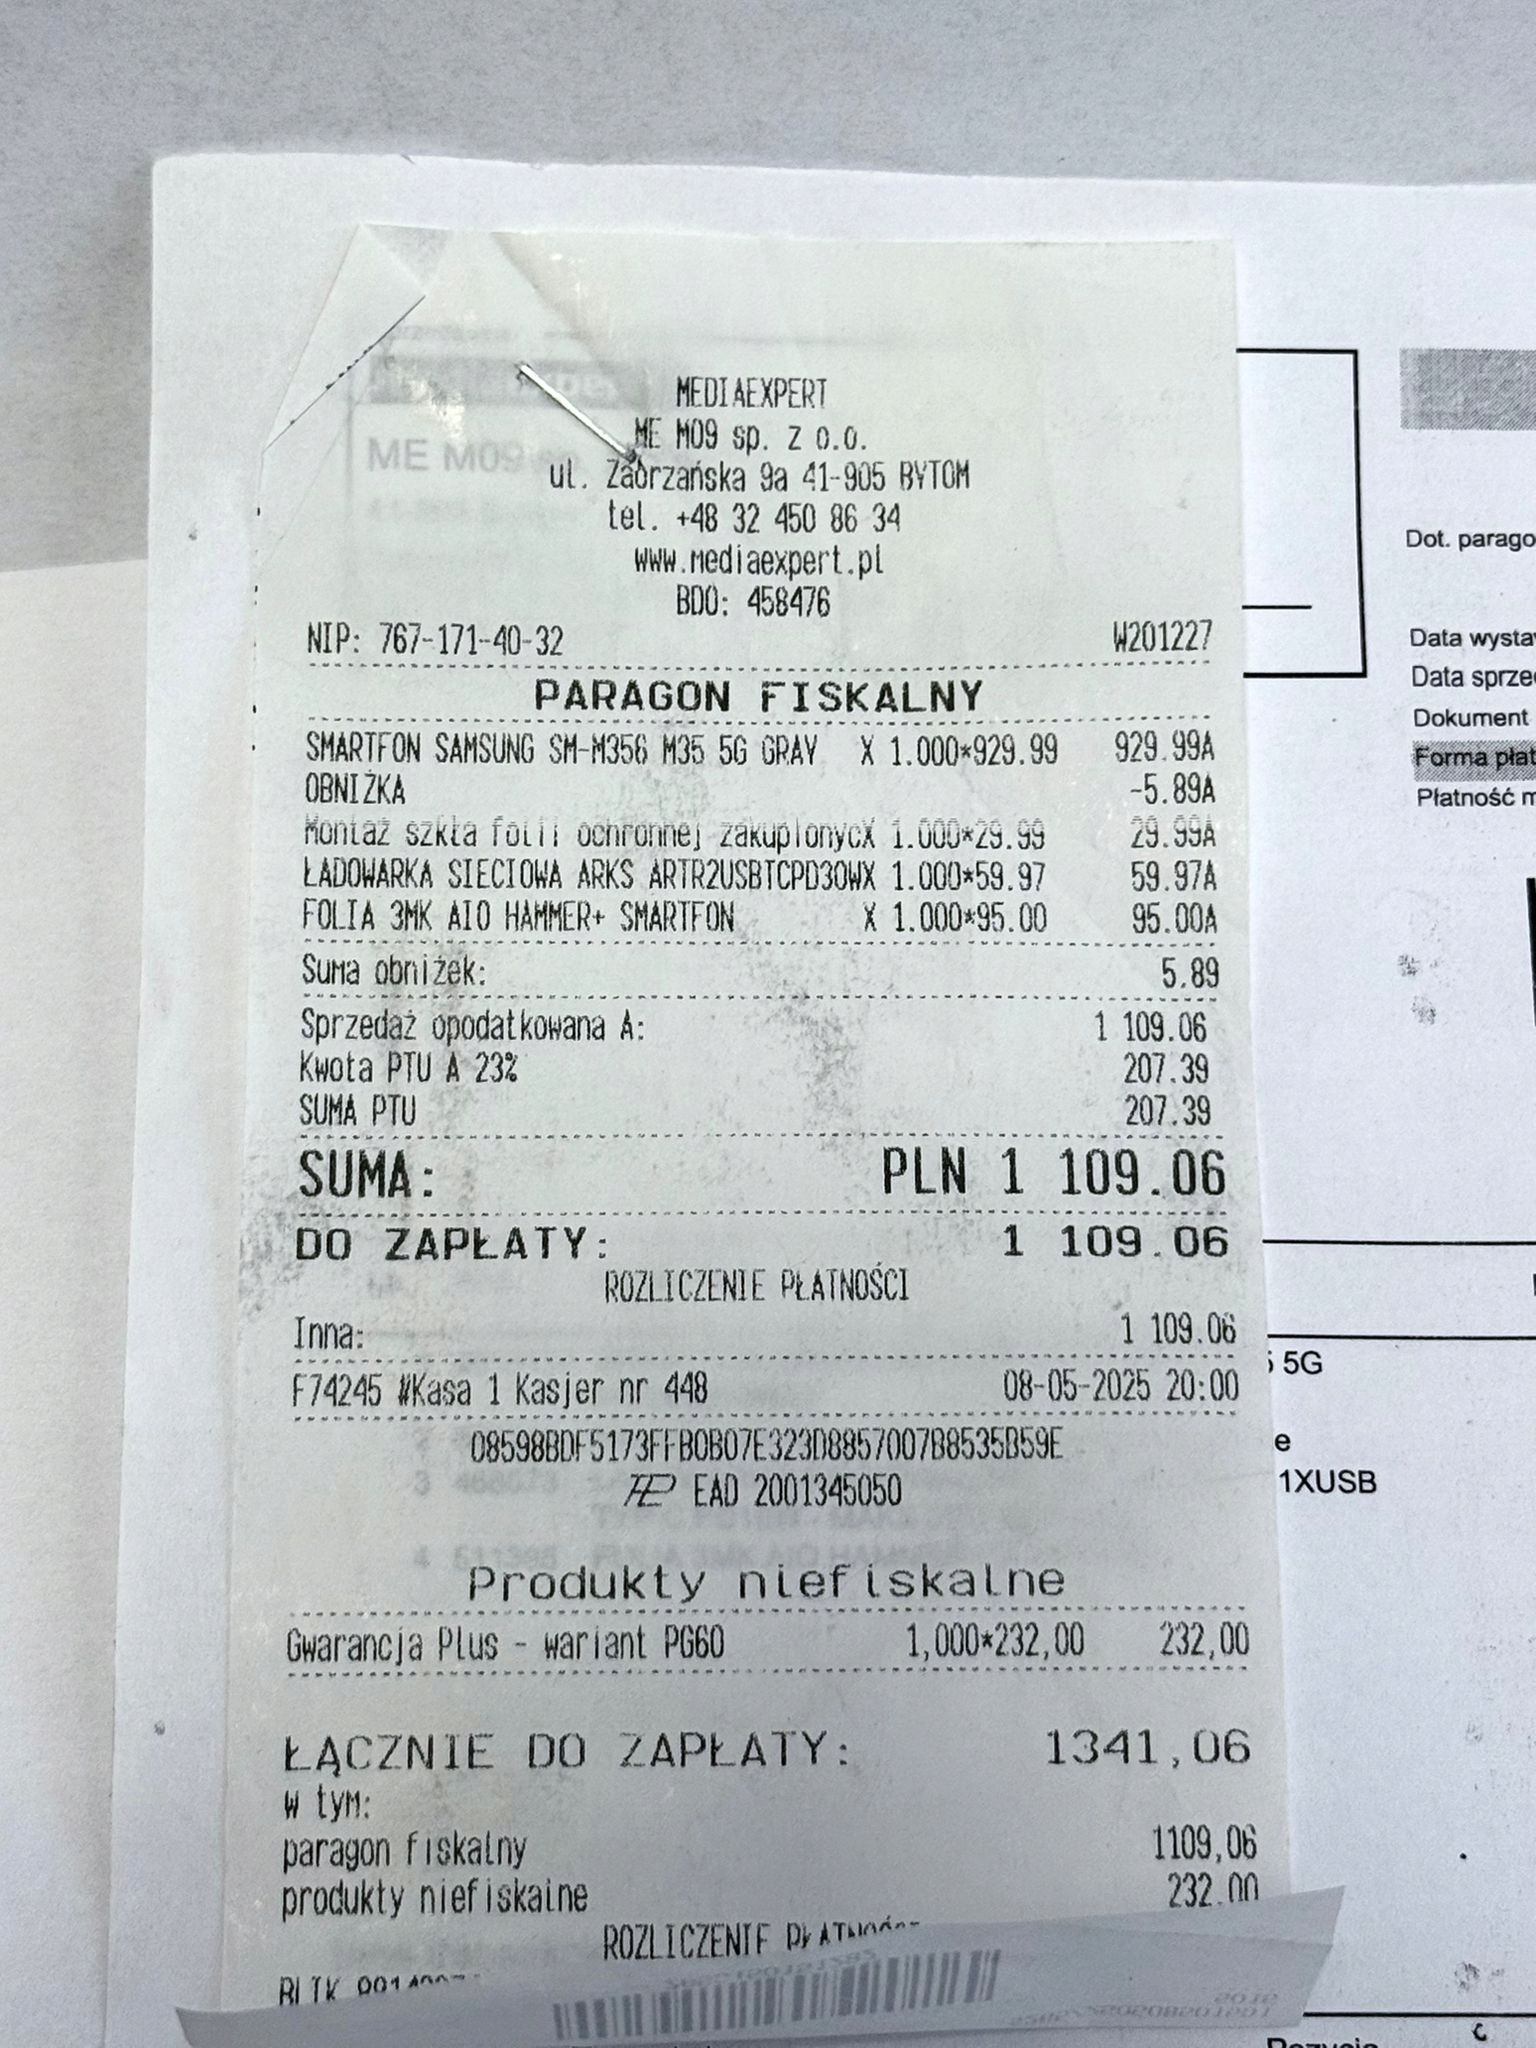 MEDIAEXPERT
ME M09 sp. z o.o.
ul. Zabrzańska 9a 41-905 BYTOM
tel. +48 32 450 86 34
www.mediaexpert.pl
BDO: 458476
NIP: 767-171-40-32 W201227
PARAGON FISKALNY
SMARTFON SAMSUNG SM-M356 M35 5G GRAY X 1.000*929.99 929.99A
OBNIŻKA -5.89A
Montaż szkła folii ochronnej zakupionycX 1.000*29.99 29.99A
ŁADOWARKA SIECIOWA ARKS ARTR2USBTCPD30WX 1.000*59.97 59.97A
FOLIA 3MK AIO HAMMER+ SMARTFON X 1.000*95.00 95.00A
Suma obniżek: 5.89
Sprzedaż opodatkowana A: 1 109.06
Kwota PTU A 23% 207.39
SUMA PTU 207.39
SUMA: PLN 1 109.06
DO ZAPŁATY: 1 109.06
ROZLICZENIE PŁATNOŚCI
Inna: 1 109.06
F74245 #Kasa 1 Kasjer nr 448 08-05-2025 20:00
08598BDF5173FFB0B07E323D8857007B8535B59E
EAD 2001345050
Produkty niefiskalne
Gwarancja Plus - wariant PG60 1,000*232,00 232,00
ŁĄCZNIE DO ZAPŁATY: 1341,06
w tym:
paragon fiskalny 1109,06
produkty niefiskalne 232,00
ROZLICZENIE PŁATNOŚCI
BLIK
ME M09
Dot. parago
Data wysta
Data sprze
Dokument
Forma płat
Płatność m
5G
e
1XUSB